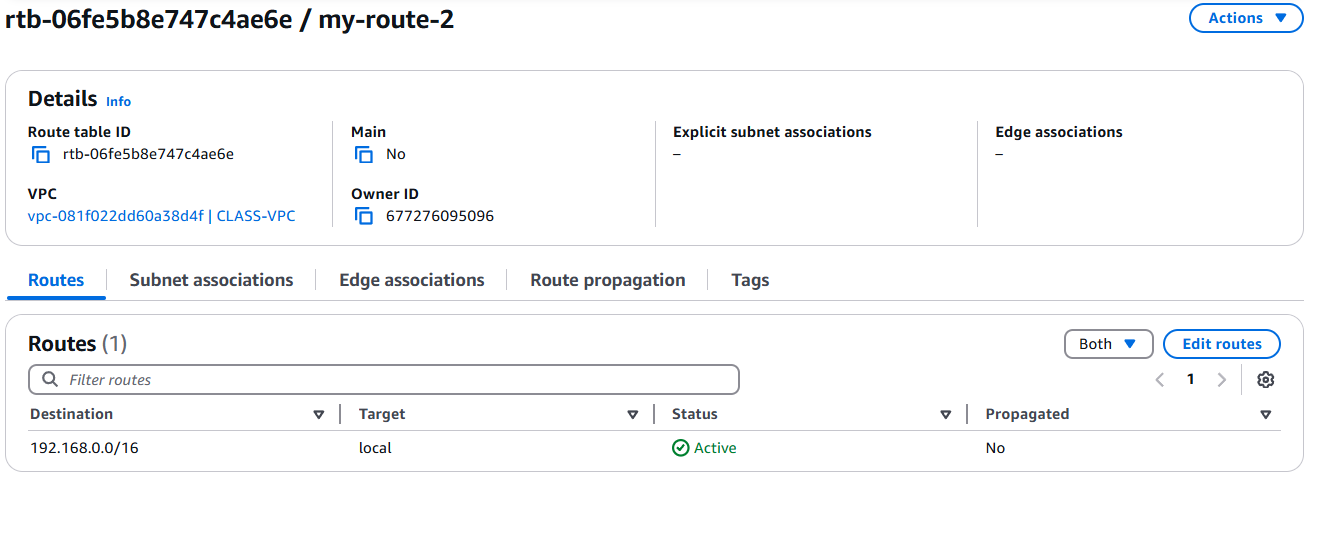 rtb-06fe5b8e747c4ae6e / my-route-2
Actions
Details Info
Route table ID
rtb-06fe5b8e747c4ae6e
Main
No
Explicit subnet associations
–
Edge associations
–
VPC
vpc-081f022dd60a38d4f | CLASS-VPC
Owner ID
677276095096
Routes Subnet associations Edge associations Route propagation Tags
Routes (1)
Both
Edit routes
Filter routes
1
Destination Target Status Propagated
192.168.0.0/16 local Active No